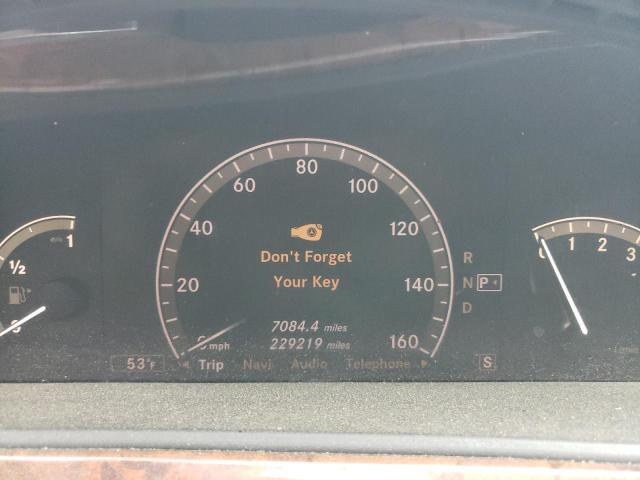 80
60 100
40 120
20 140
0 mph 160
Don't Forget
Your Key
7084.4 miles
229219 miles
53°F
Trip Navi Audio Telephone
R
N P
D
S
1
½
0 1 2 3